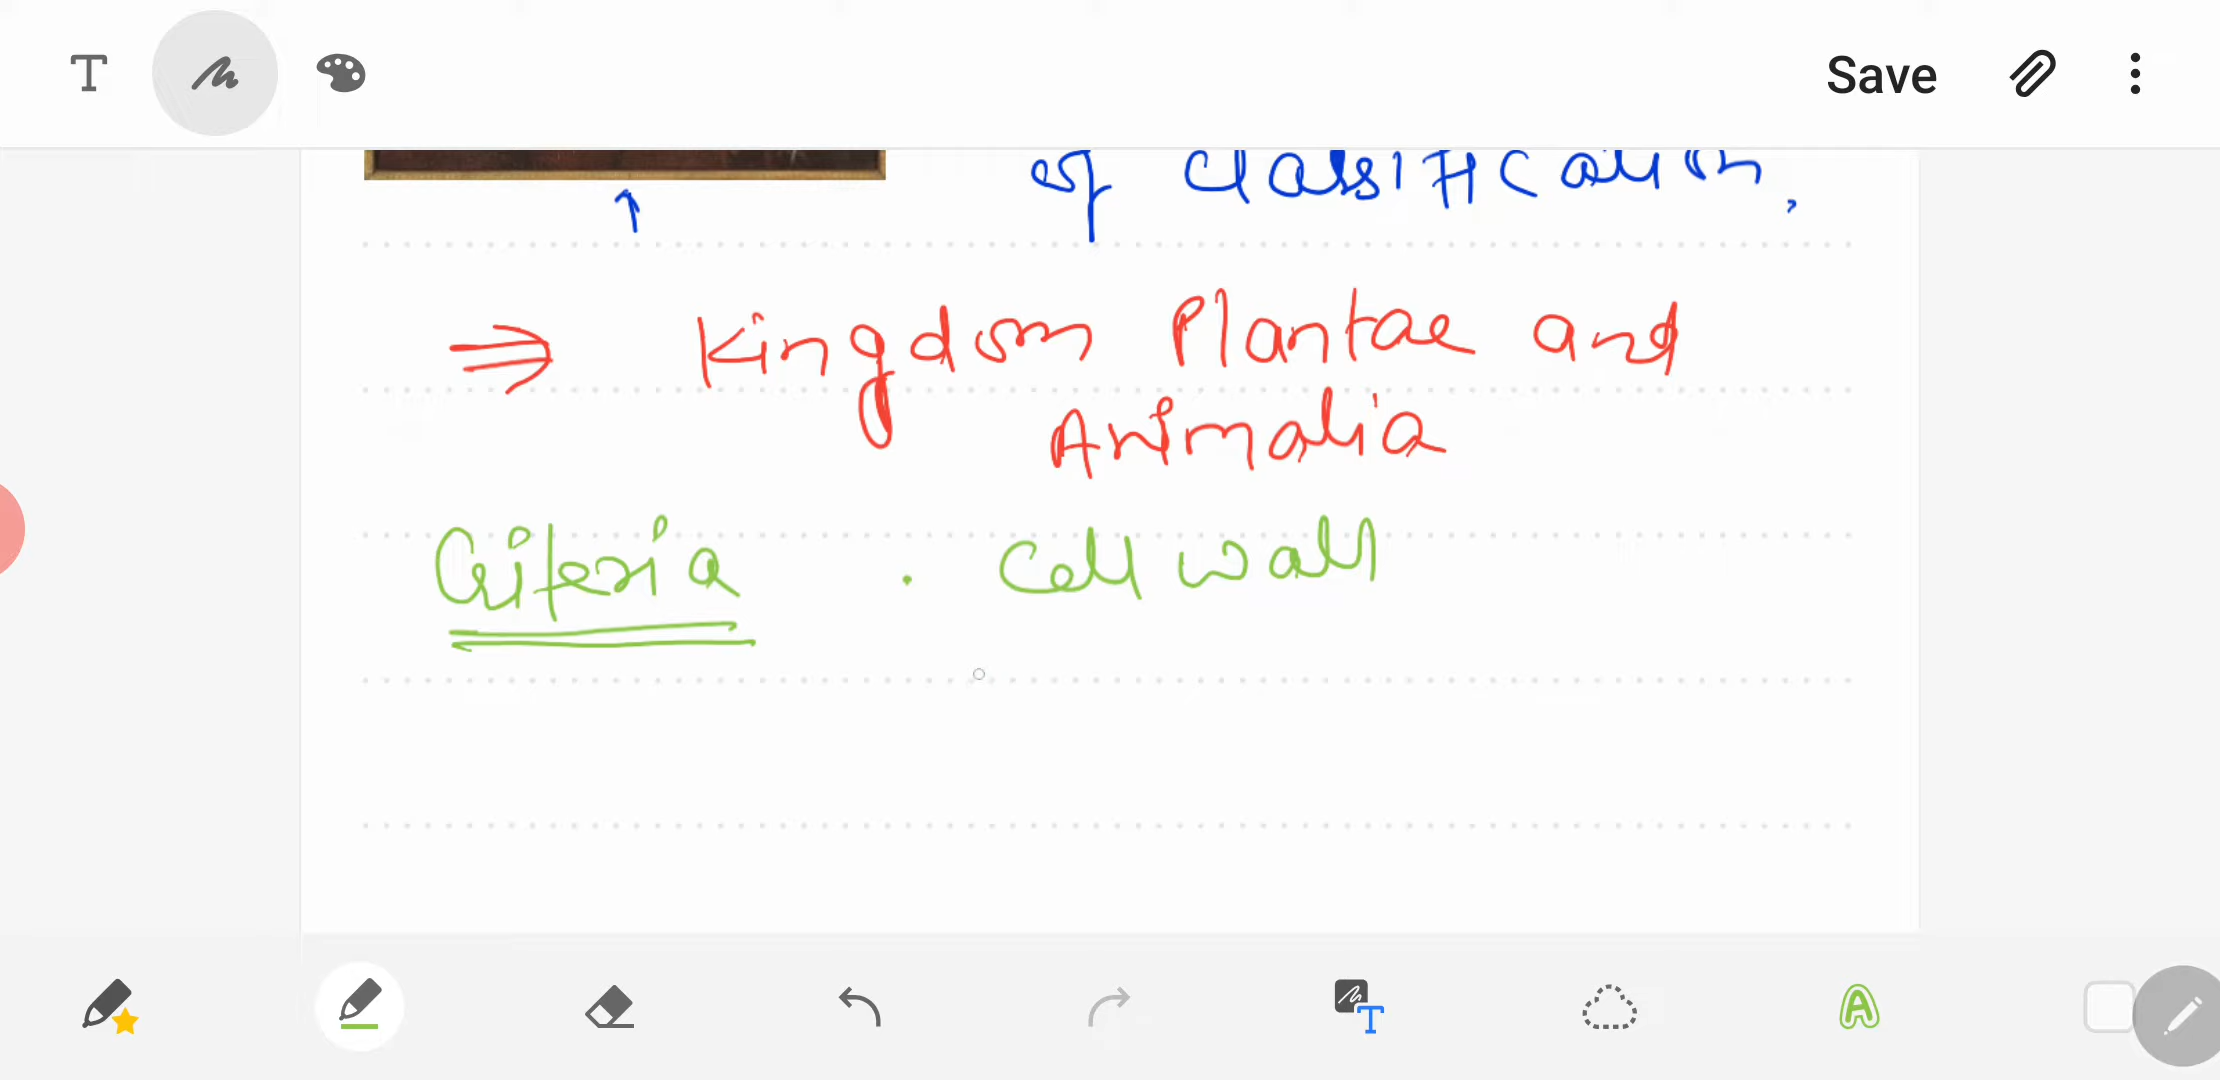 Save
of classification.
⇒ Kingdom Plantae and
Animalia
Criteria . Cell wall